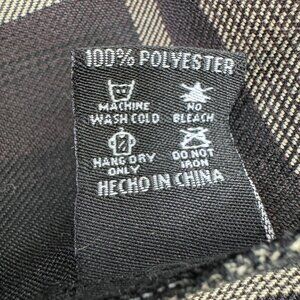 100% POLYESTER
MACHINE WASH COLD
NO BLEACH
HANG DRY ONLY
DO NOT IRON
HECHO IN CHINA